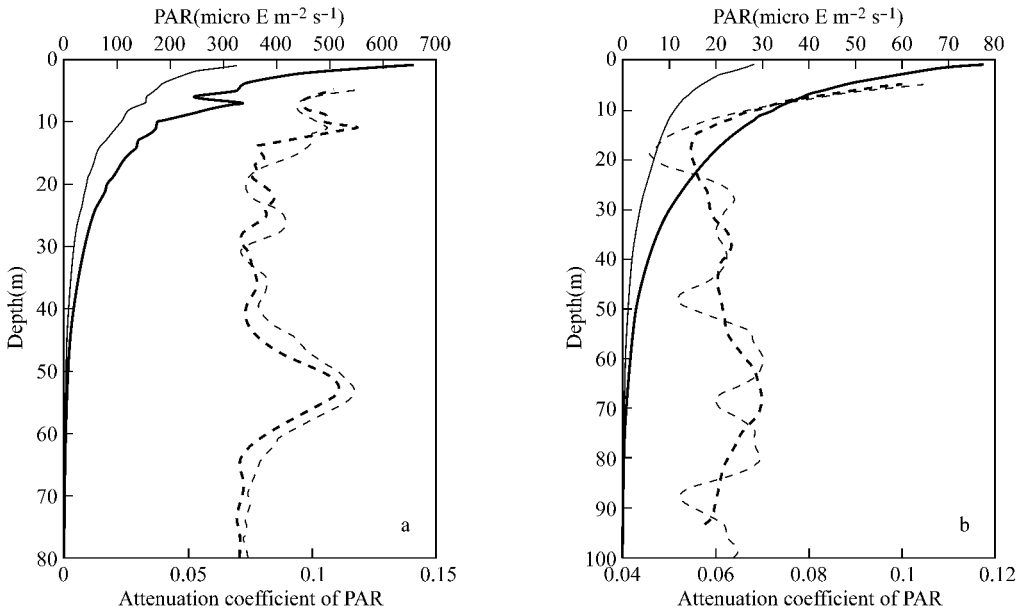 PAR(micro E m⁻² s⁻¹)
0 100 200 300 400 500 600 700
0
10
20
30
40
50
60
70
80
Depth(m)
a
0 0.05 0.1 0.15
Attenuation coefficient of PAR
PAR(micro E m⁻² s⁻¹)
0 10 20 30 40 50 60 70 80
0
10
20
30
40
50
60
70
80
90
100
Depth(m)
b
0.04 0.06 0.08 0.1 0.12
Attenuation coefficient of PAR